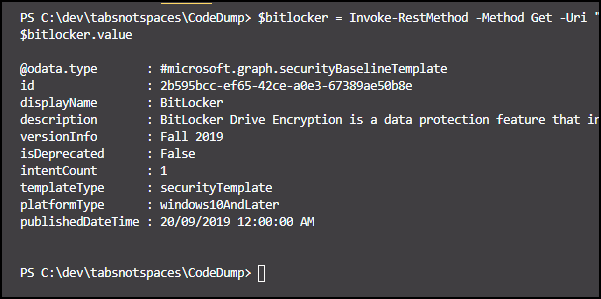 PS C:\dev\tabsnotspaces\CodeDump> $bitlocker = Invoke-RestMethod -Method Get -Uri "
$bitlocker.value
@odata.type : #microsoft.graph.securityBaselineTemplate
id : 2b595bcc-ef65-42ce-a0e3-67389ae50b8e
displayName : BitLocker
description : BitLocker Drive Encryption is a data protection feature that in
versionInfo : Fall 2019
isDeprecated : False
intentCount : 1
templateType : securityTemplate
platformType : windows10AndLater
publishedDateTime : 20/09/2019 12:00:00 AM
PS C:\dev\tabsnotspaces\CodeDump>